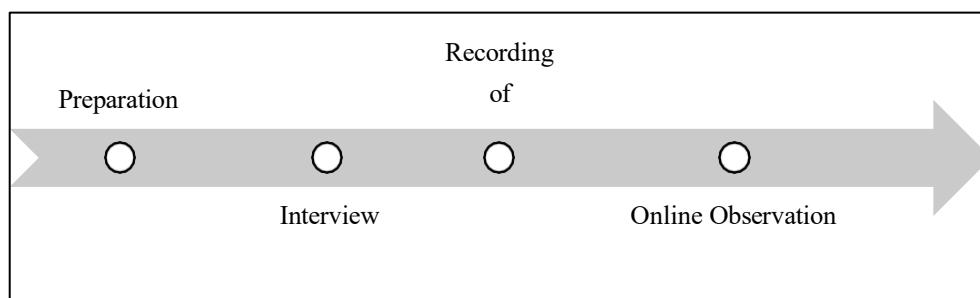 Preparation
Interview
Recording
of
Online Observation